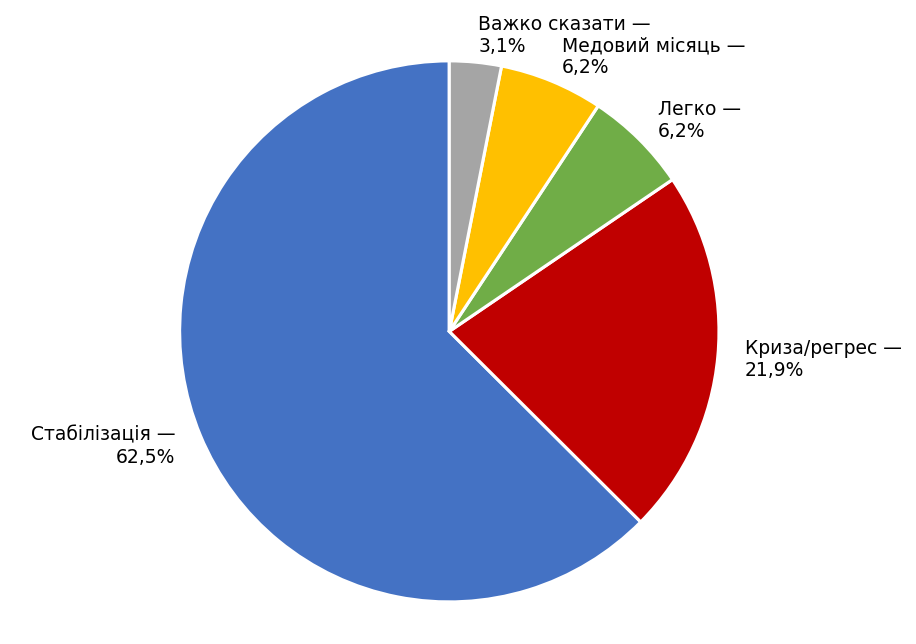 Важко сказати —
3,1%
Медовий місяць —
6,2%
Легко —
6,2%
Криза/регрес —
21,9%
Стабілізація —
62,5%